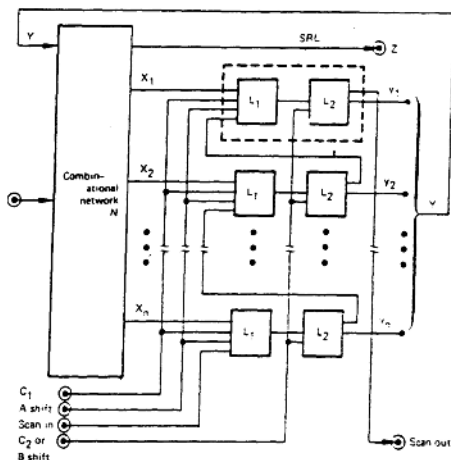 Y
SRL
Z
X1
L1
L2
Y1
X2
L1
L2
Y2
Combin-
ational
network
N
Y
Xn
L1
L2
Yn
C1
A shift
Scan in
C2 or
B shift
Scan out